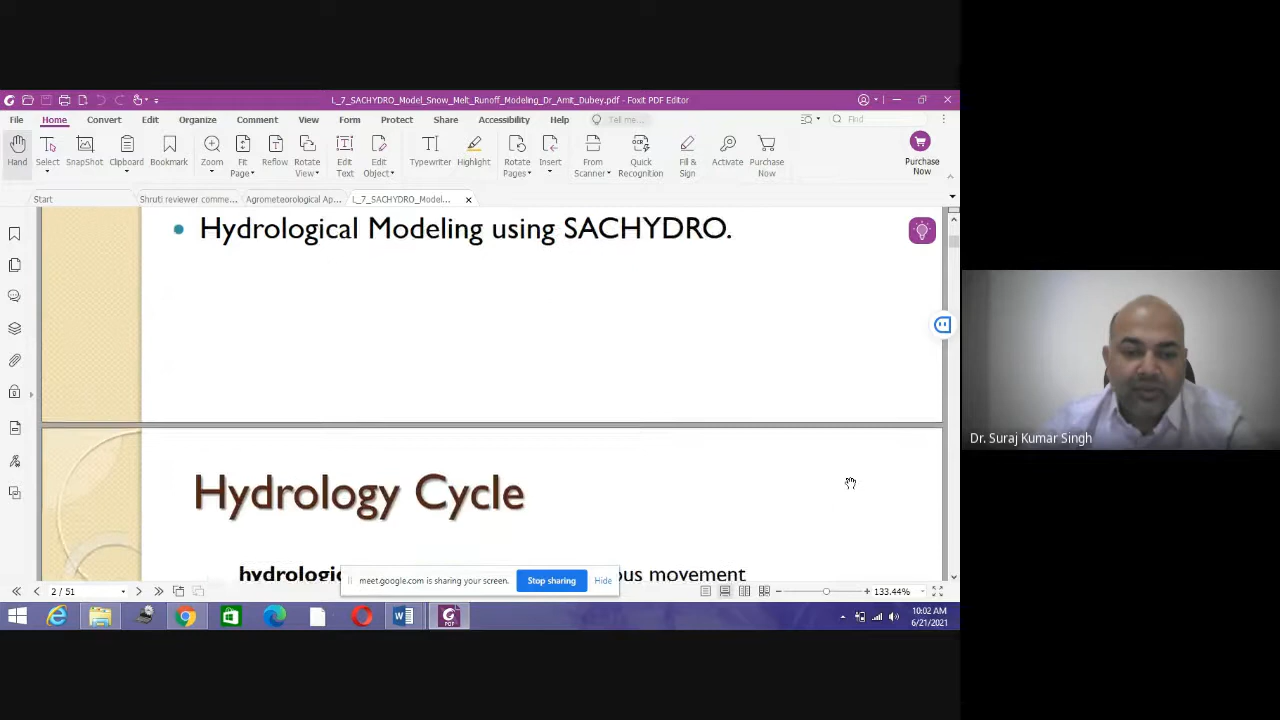 L_7_SACHYDRO_Model_Snow_Melt_Runoff_Modeling_Dr_Amit_Dubey.pdf - Foxit PDF Editor
File Home Convert Edit Organize Comment View Form Protect Share Accessibility Help Tell me... Find
Hand Select SnapShot Clipboard Bookmark Zoom Fit Page Reflow Rotate View Edit Text Edit Object Typewriter Highlight Rotate Pages Insert From Scanner Quick Recognition Fill & Sign Activate Purchase Now Purchase Now
Start Shruti reviewer comme... Agrometeorological Ap... L_7_SACHYDRO_Model...
Hydrological Modeling using SACHYDRO.
Hydrology Cycle
hydrologic
ous movement
meet.google.com is sharing your screen. Stop sharing Hide
2 / 51
133.44%
10:02 AM
6/21/2021
Dr. Suraj Kumar Singh